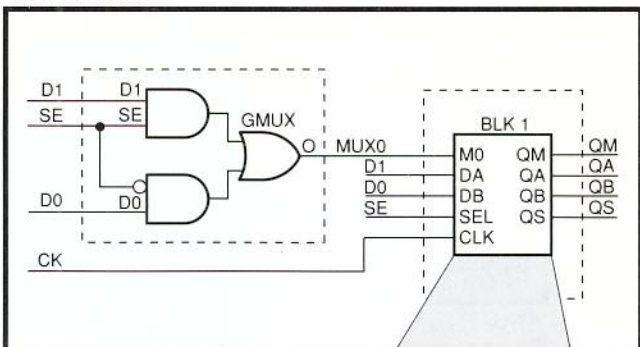 D1 D1
SE SE
GMUX
O MUX0
D0 D0
CK
BLK 1
D1 M0 QM QM
D0 DA QA QA
SE DB QB QB
SEL QS QS
CLK